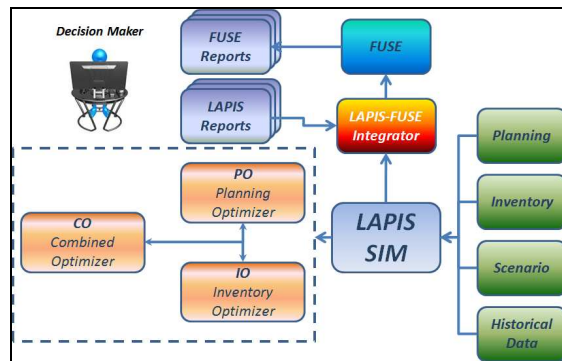 Decision Maker
FUSE
Reports
FUSE
LAPIS
Reports
LAPIS-FUSE
Integrator
Planning
PO
Planning
Optimizer
Inventory
CO
Combined
Optimizer
LAPIS
SIM
IO
Inventory
Optimizer
Scenario
Historical
Data